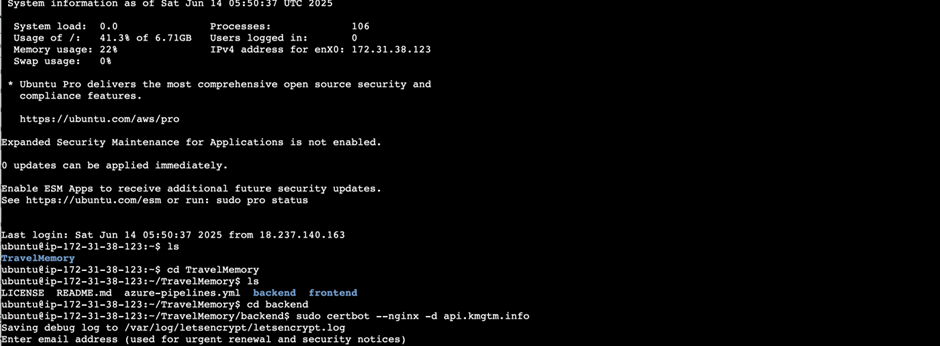 System information as of Sat Jun 14 05:50:37 UTC 2025
System load: 0.0 Processes: 106
Usage of /: 41.3% of 6.71GB Users logged in: 0
Memory usage: 22% IPv4 address for enX0: 172.31.38.123
Swap usage: 0%
* Ubuntu Pro delivers the most comprehensive open source security and
compliance features.
https://ubuntu.com/aws/pro
Expanded Security Maintenance for Applications is not enabled.
0 updates can be applied immediately.
Enable ESM Apps to receive additional future security updates.
See https://ubuntu.com/esm or run: sudo pro status
Last login: Sat Jun 14 05:50:37 2025 from 18.237.140.163
ubuntu@ip-172-31-38-123:~$ ls
TravelMemory
ubuntu@ip-172-31-38-123:~$ cd TravelMemory
ubuntu@ip-172-31-38-123:~/TravelMemory$ ls
LICENSE README.md azure-pipelines.yml backend frontend
ubuntu@ip-172-31-38-123:~/TravelMemory$ cd backend
ubuntu@ip-172-31-38-123:~/TravelMemory/backend$ sudo certbot --nginx -d api.kmgtm.info
Saving debug log to /var/log/letsencrypt/letsencrypt.log
Enter email address (used for urgent renewal and security notices)